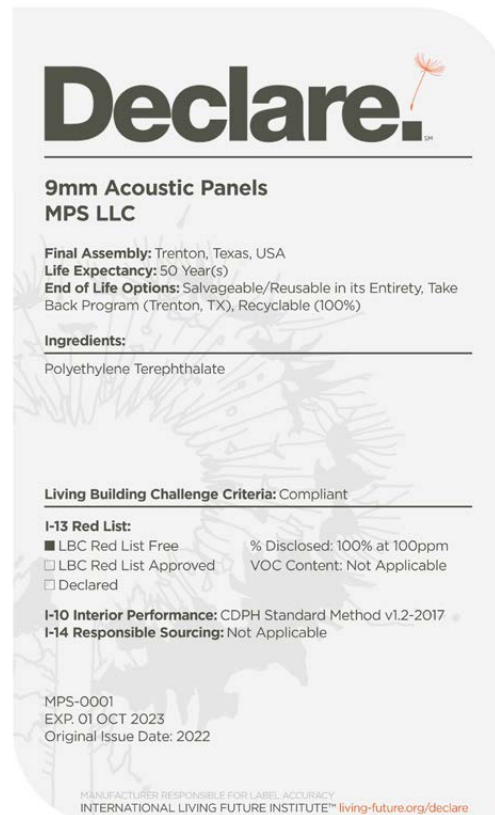 Declare.
SM
9mm Acoustic Panels
MPS LLC
Final Assembly: Trenton, Texas, USA
Life Expectancy: 50 Year(s)
End of Life Options: Salvageable/Reusable in its Entirety, Take
Back Program (Trenton, TX), Recyclable (100%)
Ingredients:
Polyethylene Terephthalate
Living Building Challenge Criteria: Compliant
I-13 Red List:
■ LBC Red List Free % Disclosed: 100% at 100ppm
□ LBC Red List Approved VOC Content: Not Applicable
□ Declared
I-10 Interior Performance: CDPH Standard Method v1.2-2017
I-14 Responsible Sourcing: Not Applicable
MPS-0001
EXP. 01 OCT 2023
Original Issue Date: 2022
MANUFACTURER RESPONSIBLE FOR LABEL ACCURACY
INTERNATIONAL LIVING FUTURE INSTITUTE™ living-future.org/declare